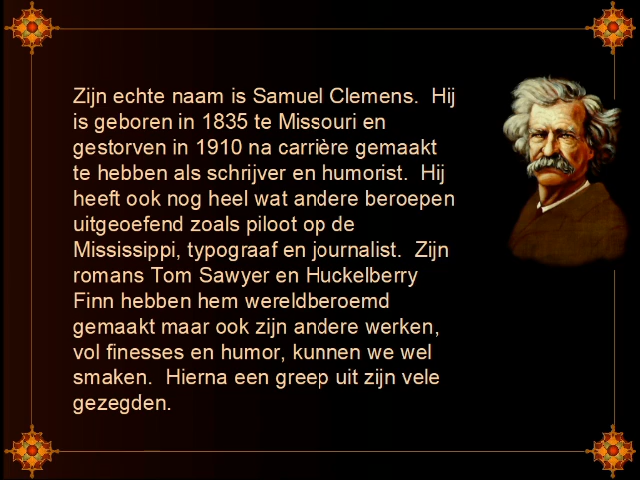 Zijn echte naam is Samuel Clemens.  Hij
is geboren in 1835 te Missouri en
gestorven in 1910 na carrière gemaakt
te hebben als schrijver en humorist.  Hij
heeft ook nog heel wat andere beroepen
uitgeoefend zoals piloot op de
Mississippi, typograaf en journalist.  Zijn
romans Tom Sawyer en Huckelberry
Finn hebben hem wereldberoemd
gemaakt maar ook zijn andere werken,
vol finesses en humor, kunnen we wel
smaken.  Hierna een greep uit zijn vele
gezegden.